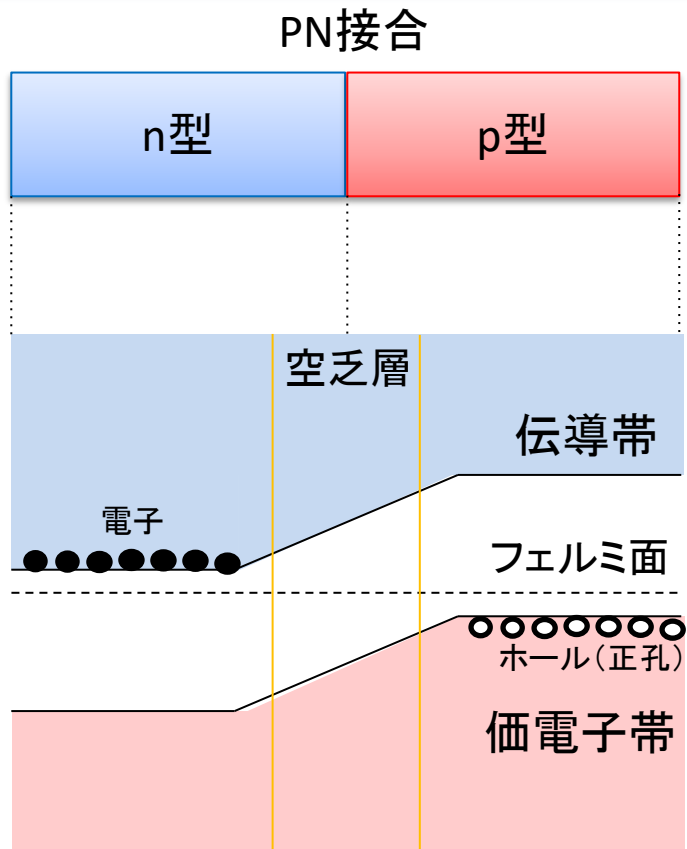 PN接合
n型
p型
空乏層
伝導帯
電子
フェルミ面
ホール（正孔）
価電子帯